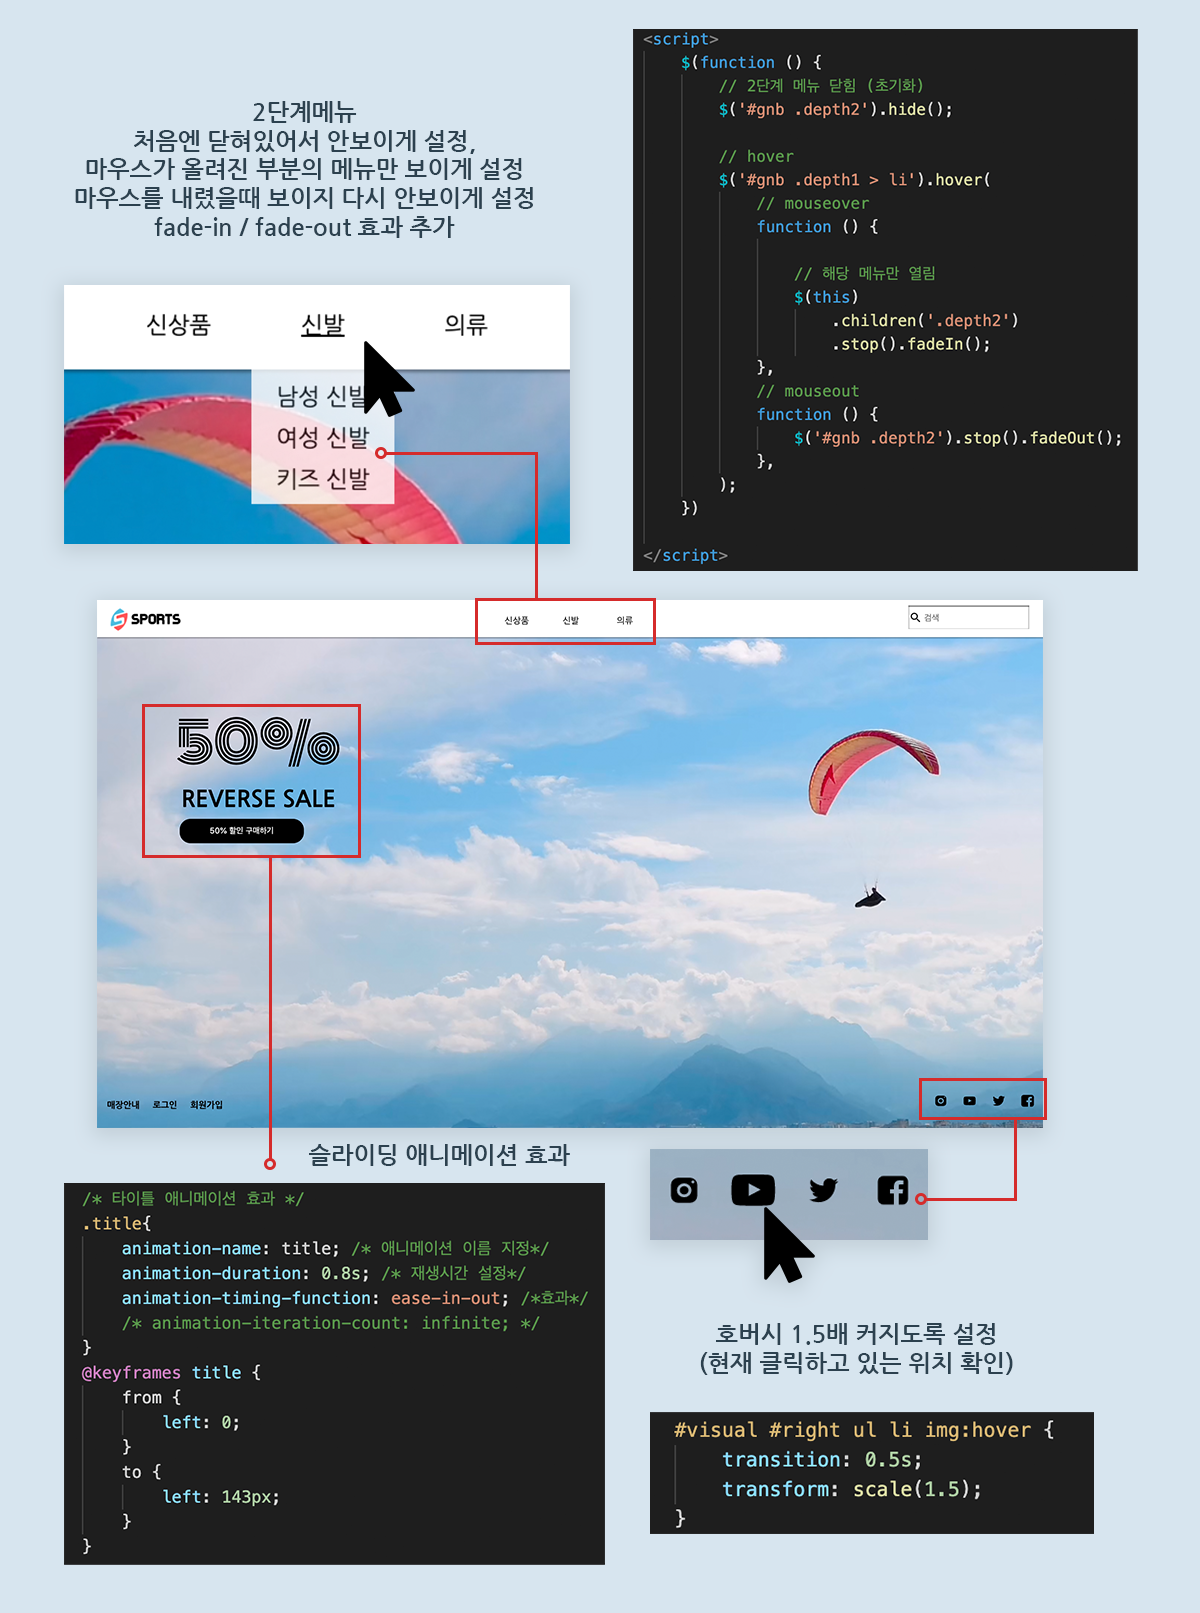 2단계메뉴
처음엔 닫혀있어서 안보이게 설정,
마우스가 올려진 부분의 메뉴만 보이게 설정
마우스를 내렸을때 보이지 다시 안보이게 설정
fade-in / fade-out 효과 추가
<script>
$(function () {
// 2단계 메뉴 닫힘 (초기화)
$('#gnb .depth2').hide();
// hover
$('#gnb .depth1 > li').hover(
// mouseover
function () {
// 해당 메뉴만 열림
$(this)
.children('.depth2')
.stop().fadeIn();
},
// mouseout
function () {
$('#gnb .depth2').stop().fadeOut();
},
);
})
</script>
신상품 신발 의류
남성 신발
여성 신발
키즈 신발
SPORTS 신상품 신발 의류 검색
50%
REVERSE SALE
50% 할인 구매하기
매장안내 로그인 회원가입
슬라이딩 애니메이션 효과
/* 타이틀 애니메이션 효과 */
.title{
animation-name: title; /* 애니메이션 이름 지정*/
animation-duration: 0.8s; /* 재생시간 설정*/
animation-timing-function: ease-in-out; /*효과*/
/* animation-iteration-count: infinite; */
}
@keyframes title {
from {
left: 0;
}
to {
left: 143px;
}
}
호버시 1.5배 커지도록 설정
(현재 클릭하고 있는 위치 확인)
#visual #right ul li img:hover {
transition: 0.5s;
transform: scale(1.5);
}